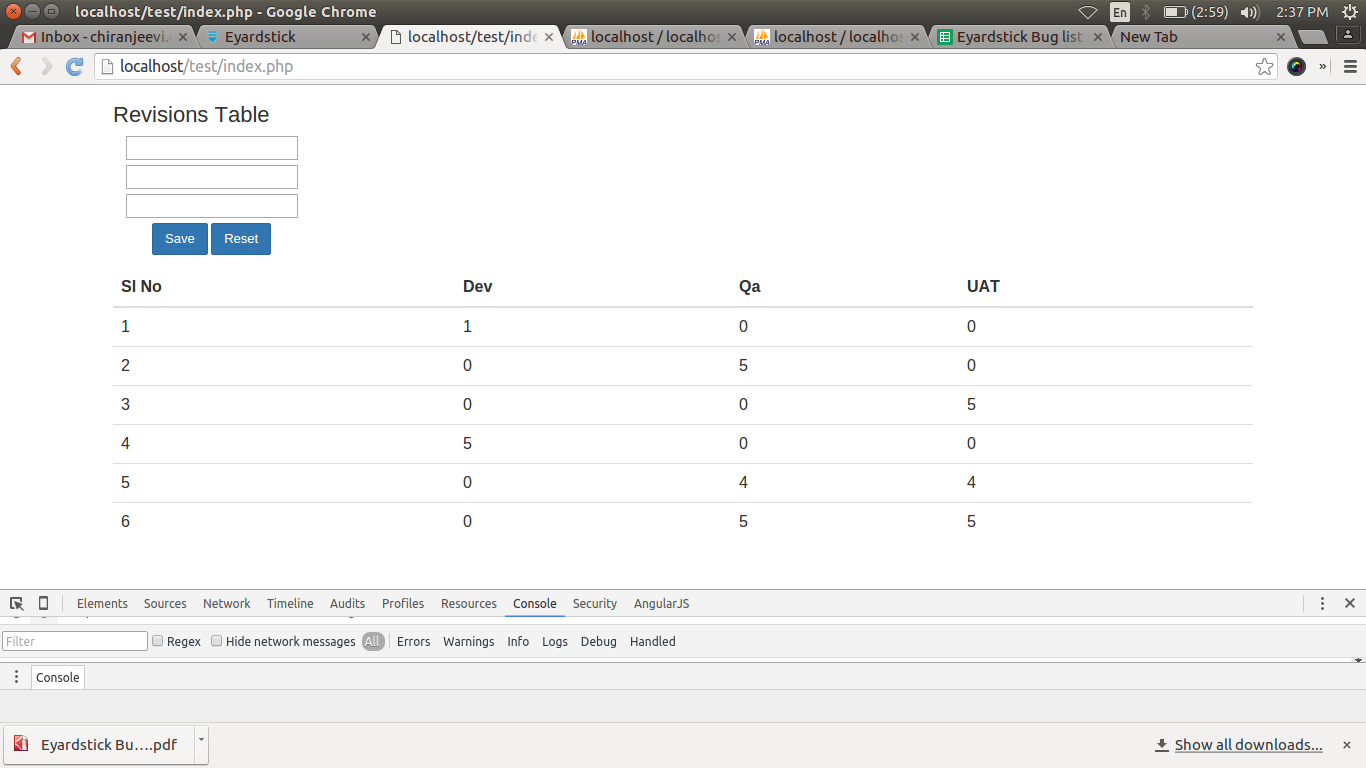 localhost/test/index.php - Google Chrome
En (2:59) 2:37 PM
Inbox - chiranjeevi.
Eyardstick
localhost/test/inde
localhost / localhos
localhost / localhos
Eyardstick Bug list
New Tab
localhost/test/index.php
Revisions Table
Save Reset
Sl No Dev Qa UAT
1 1 0 0
2 0 5 0
3 0 0 5
4 5 0 0
5 0 4 4
6 0 5 5
Elements Sources Network Timeline Audits Profiles Resources Console Security AngularJS
Filter Regex Hide network messages All Errors Warnings Info Logs Debug Handled
Console
Eyardstick Bu....pdf
Show all downloads...